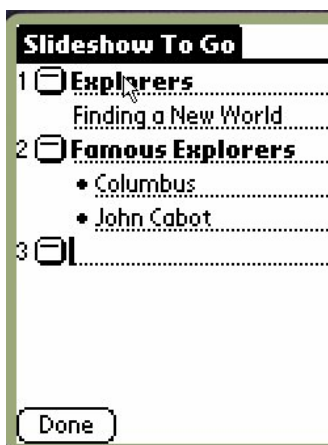 Slideshow To Go
1 Explorers
Finding a New World
2 Famous Explorers
• Columbus
• John Cabot
3
Done